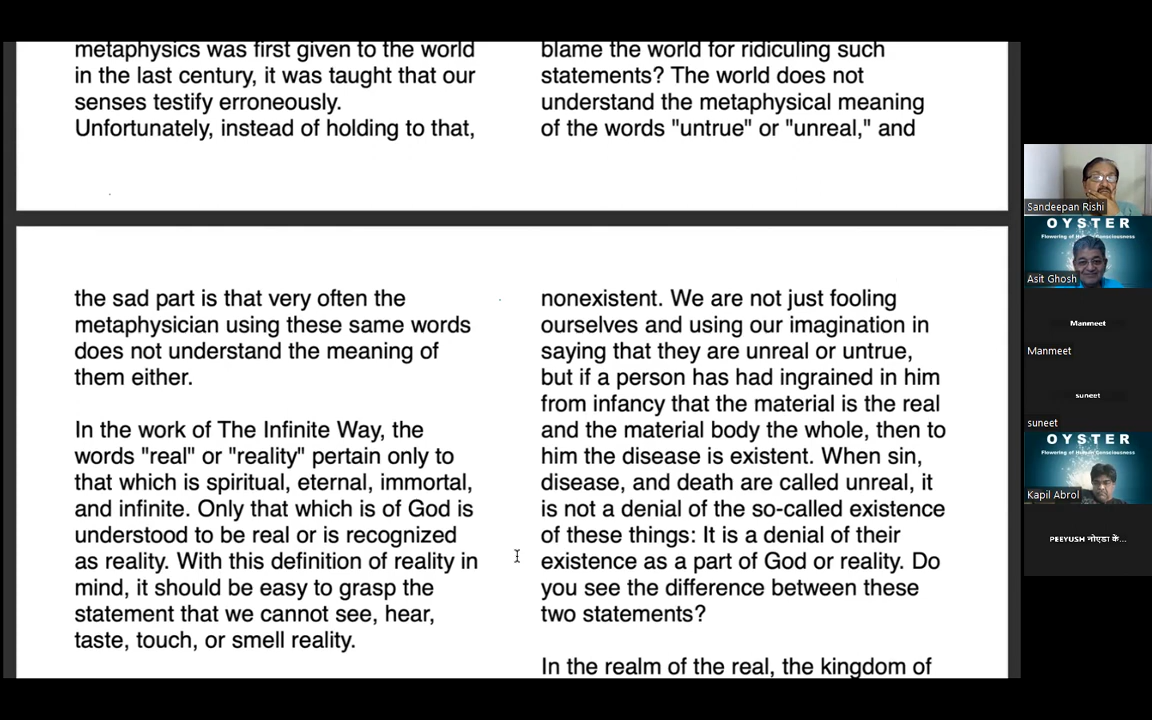 metaphysics was first given to the world
in the last century, it was taught that our
senses testify erroneously.
Unfortunately, instead of holding to that,
blame the world for ridiculing such
statements? The world does not
understand the metaphysical meaning
of the words "untrue" or "unreal," and
the sad part is that very often the
metaphysician using these same words
does not understand the meaning of
them either.
In the work of The Infinite Way, the
words "real" or "reality" pertain only to
that which is spiritual, eternal, immortal,
and infinite. Only that which is of God is
understood to be real or is recognized
as reality. With this definition of reality in
mind, it should be easy to grasp the
statement that we cannot see, hear,
taste, touch, or smell reality.
nonexistent. We are not just fooling
ourselves and using our imagination in
saying that they are unreal or untrue,
but if a person has had ingrained in him
from infancy that the material is the real
and the material body the whole, then to
him the disease is existent. When sin,
disease, and death are called unreal, it
is not a denial of the so-called existence
of these things: It is a denial of their
existence as a part of God or reality. Do
you see the difference between these
two statements?
In the realm of the real, the kingdom of
Sandeepan Rishi
OYSTER
Asit Ghosh
Manmeet
Manmeet
suneet
suneet
OYSTER
Kapil Abrol
PEEYUSH नोएडा के...